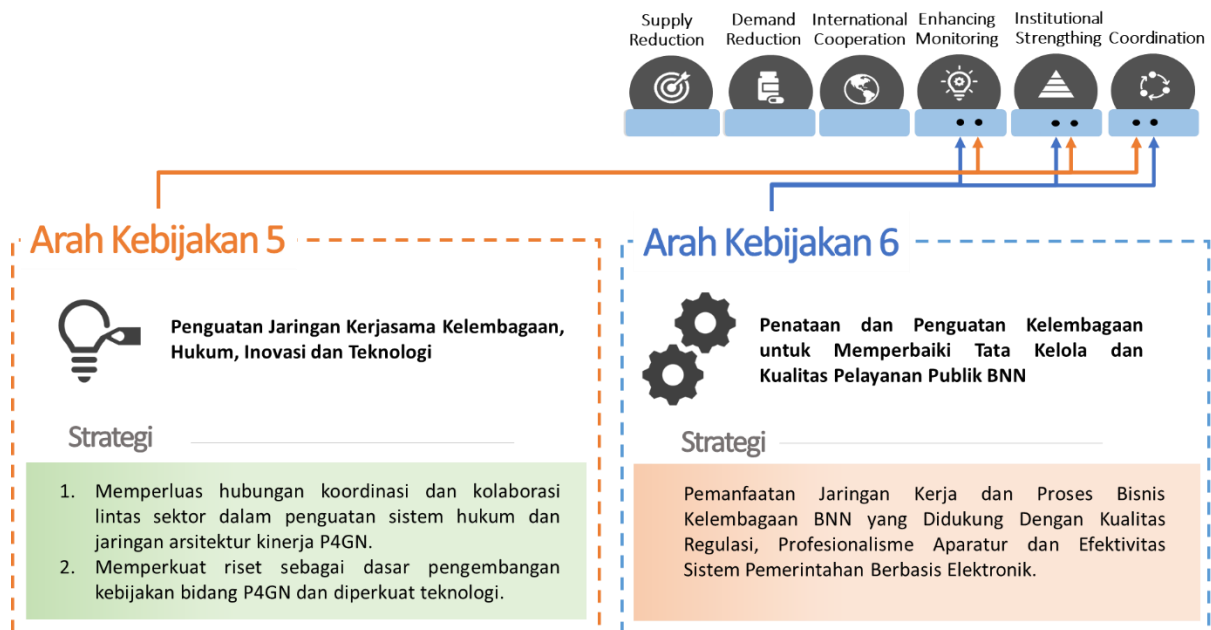 Supply Reduction
Demand Reduction
International Cooperation
Enhancing Monitoring
Institutional Strengthing
Coordination
Arah Kebijakan 5
Penguatan Jaringan Kerjasama Kelembagaan,
Hukum, Inovasi dan Teknologi
Strategi
1. Memperluas hubungan koordinasi dan kolaborasi
lintas sektor dalam penguatan sistem hukum dan
jaringan arsitektur kinerja P4GN.
2. Memperkuat riset sebagai dasar pengembangan
kebijakan bidang P4GN dan diperkuat teknologi.
Arah Kebijakan 6
Penataan dan Penguatan Kelembagaan
untuk Memperbaiki Tata Kelola dan
Kualitas Pelayanan Publik BNN
Strategi
Pemanfaatan Jaringan Kerja dan Proses Bisnis
Kelembagaan BNN yang Didukung Dengan Kualitas
Regulasi, Profesionalisme Aparatur dan Efektivitas
Sistem Pemerintahan Berbasis Elektronik.